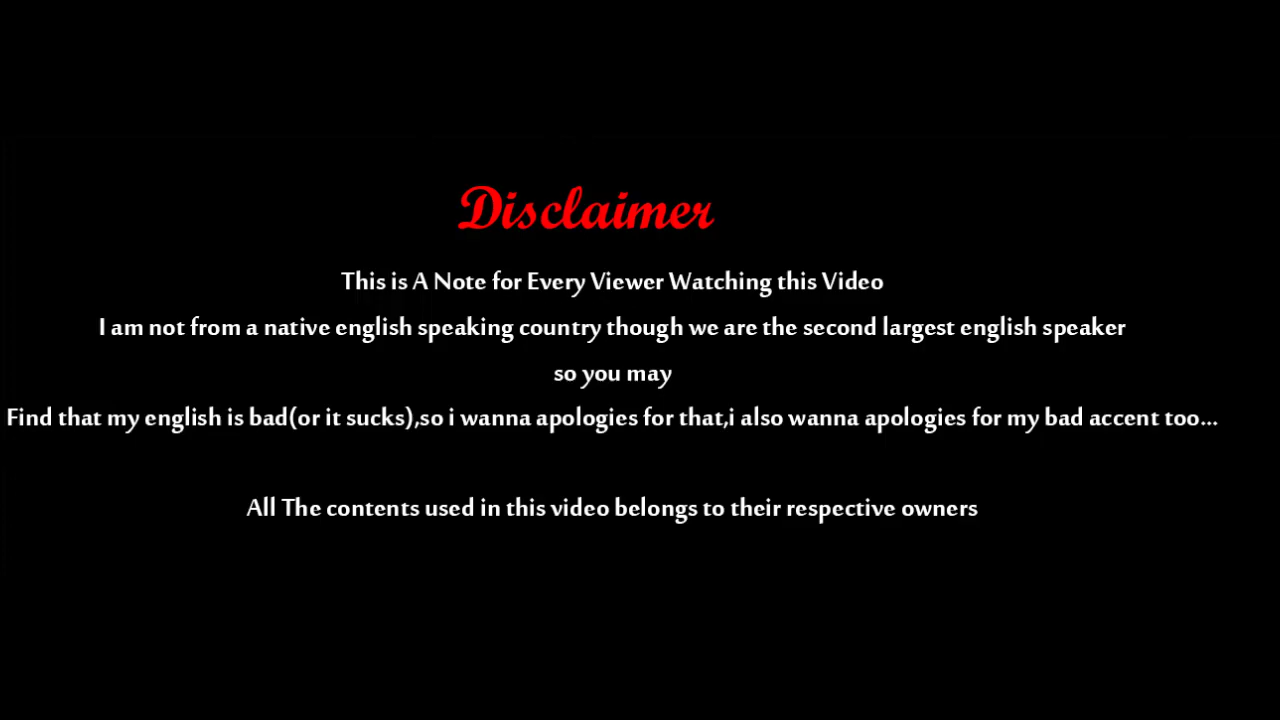 Disclaimer
This is A Note for Every Viewer Watching this Video
I am not from a native english speaking country though we are the second largest english speaker
so you may
Find that my english is bad(or it sucks),so i wanna apologies for that,i also wanna apologies for my bad accent too...
All The contents used in this video belongs to their respective owners